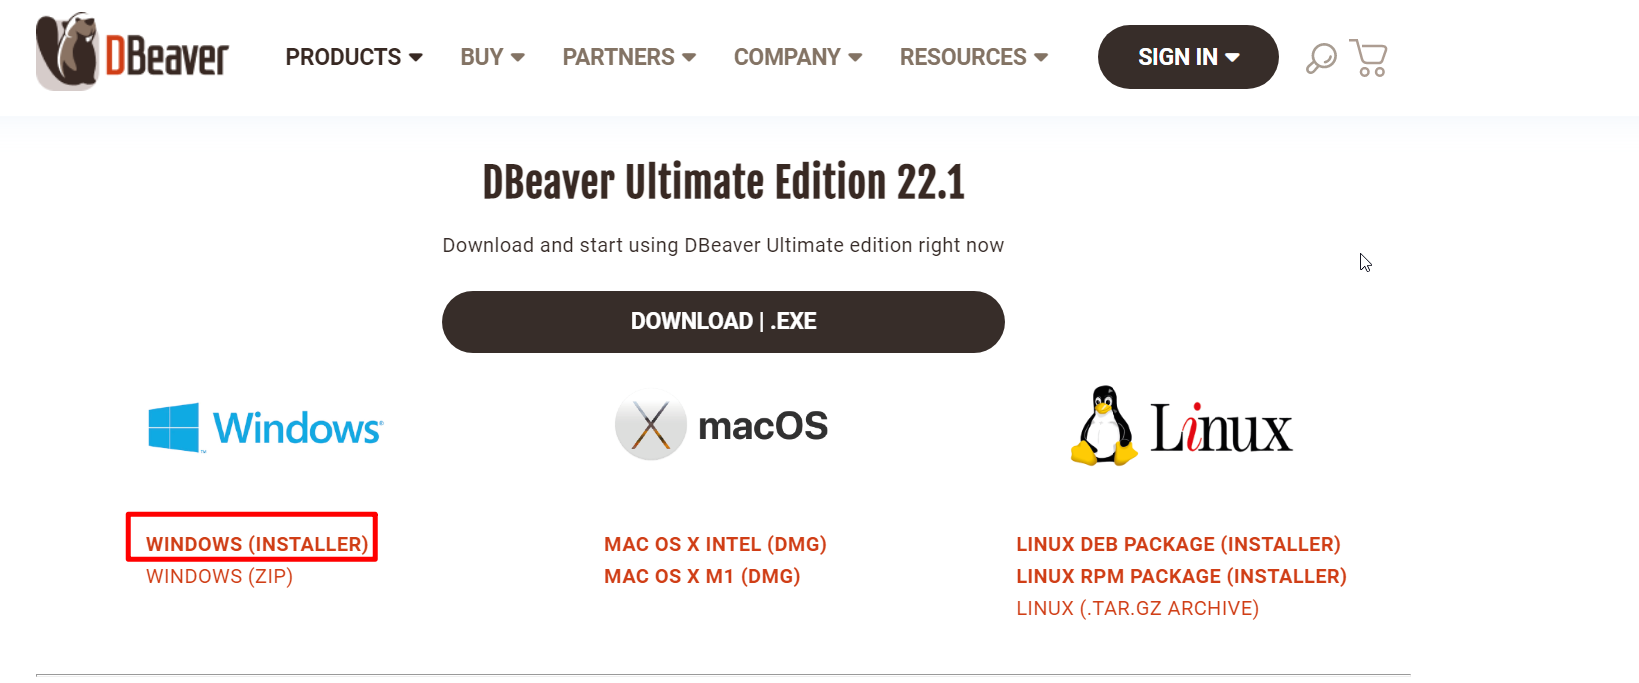 DBeaver
PRODUCTS
BUY
PARTNERS
COMPANY
RESOURCES
SIGN IN
DBeaver Ultimate Edition 22.1
Download and start using DBeaver Ultimate edition right now
DOWNLOAD | .EXE
Windows
macOS
Linux
WINDOWS (INSTALLER)
WINDOWS (ZIP)
MAC OS X INTEL (DMG)
MAC OS X M1 (DMG)
LINUX DEB PACKAGE (INSTALLER)
LINUX RPM PACKAGE (INSTALLER)
LINUX (.TAR.GZ ARCHIVE)